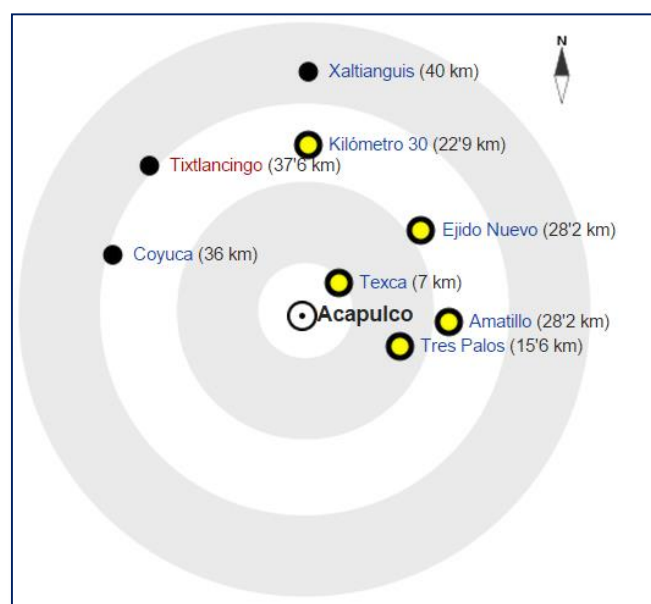 N
Xaltianguis (40 km)
Kilómetro 30 (22'9 km)
Tixtlancingo (37'6 km)
Ejido Nuevo (28'2 km)
Coyuca (36 km)
Texca (7 km)
Acapulco
Amatillo (28'2 km)
Tres Palos (15'6 km)